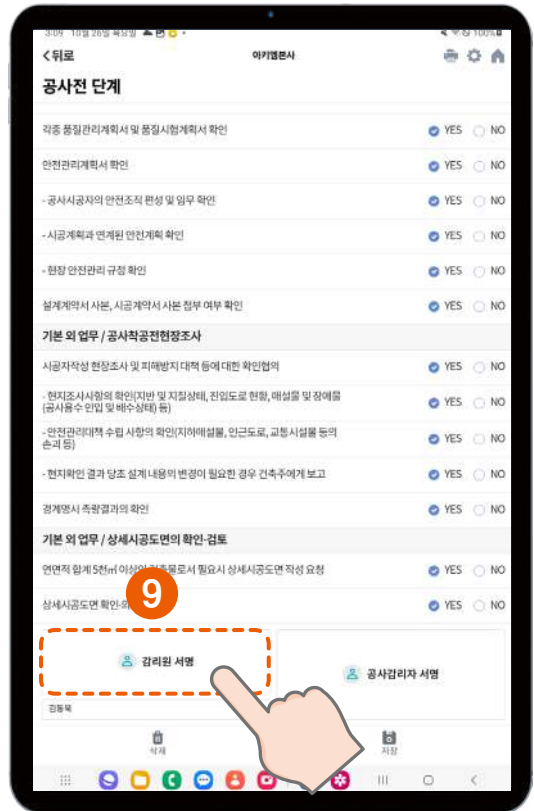 3:09 10월 26일 목요일
100%
뒤로
아키엠본사
공사전 단계
각종 품질관리계획서 및 품질시험계획서 확인 YES NO
안전관리계획서 확인 YES NO
- 공사시공자의 안전조직 편성 및 임무 확인 YES NO
- 시공계획과 연계된 안전계획 확인 YES NO
- 현장 안전관리 규정 확인 YES NO
설계계약서 사본, 시공계약서 사본 첨부 여부 확인 YES NO
기본 외 업무 / 공사착공전현장조사
시공자작성 현장조사 및 피해방지 대책 등에 대한 확인협의 YES NO
- 현지조사사항의 확인(지반 및 지질상태, 진입도로 현황, 매설물 및 장애물
(공사용수 인입 및 배수상태) 등) YES NO
- 안전관리대책 수립 사항의 확인(지하매설물, 인근도로, 교통시설물 등의
손괴 등) YES NO
- 현지확인 결과 당초 설계 내용의 변경이 필요한 경우 건축주에게 보고 YES NO
경계명시 측량결과의 확인 YES NO
기본 외 업무 / 상세시공도면의 확인·검토
연면적 합계 5천㎡ 이상의 건축물로서 필요시 상세시공도면 작성 요청 YES NO
상세시공도면 확인· YES NO
9
감리원 서명
공사감리자 서명
김동욱
삭제
저장